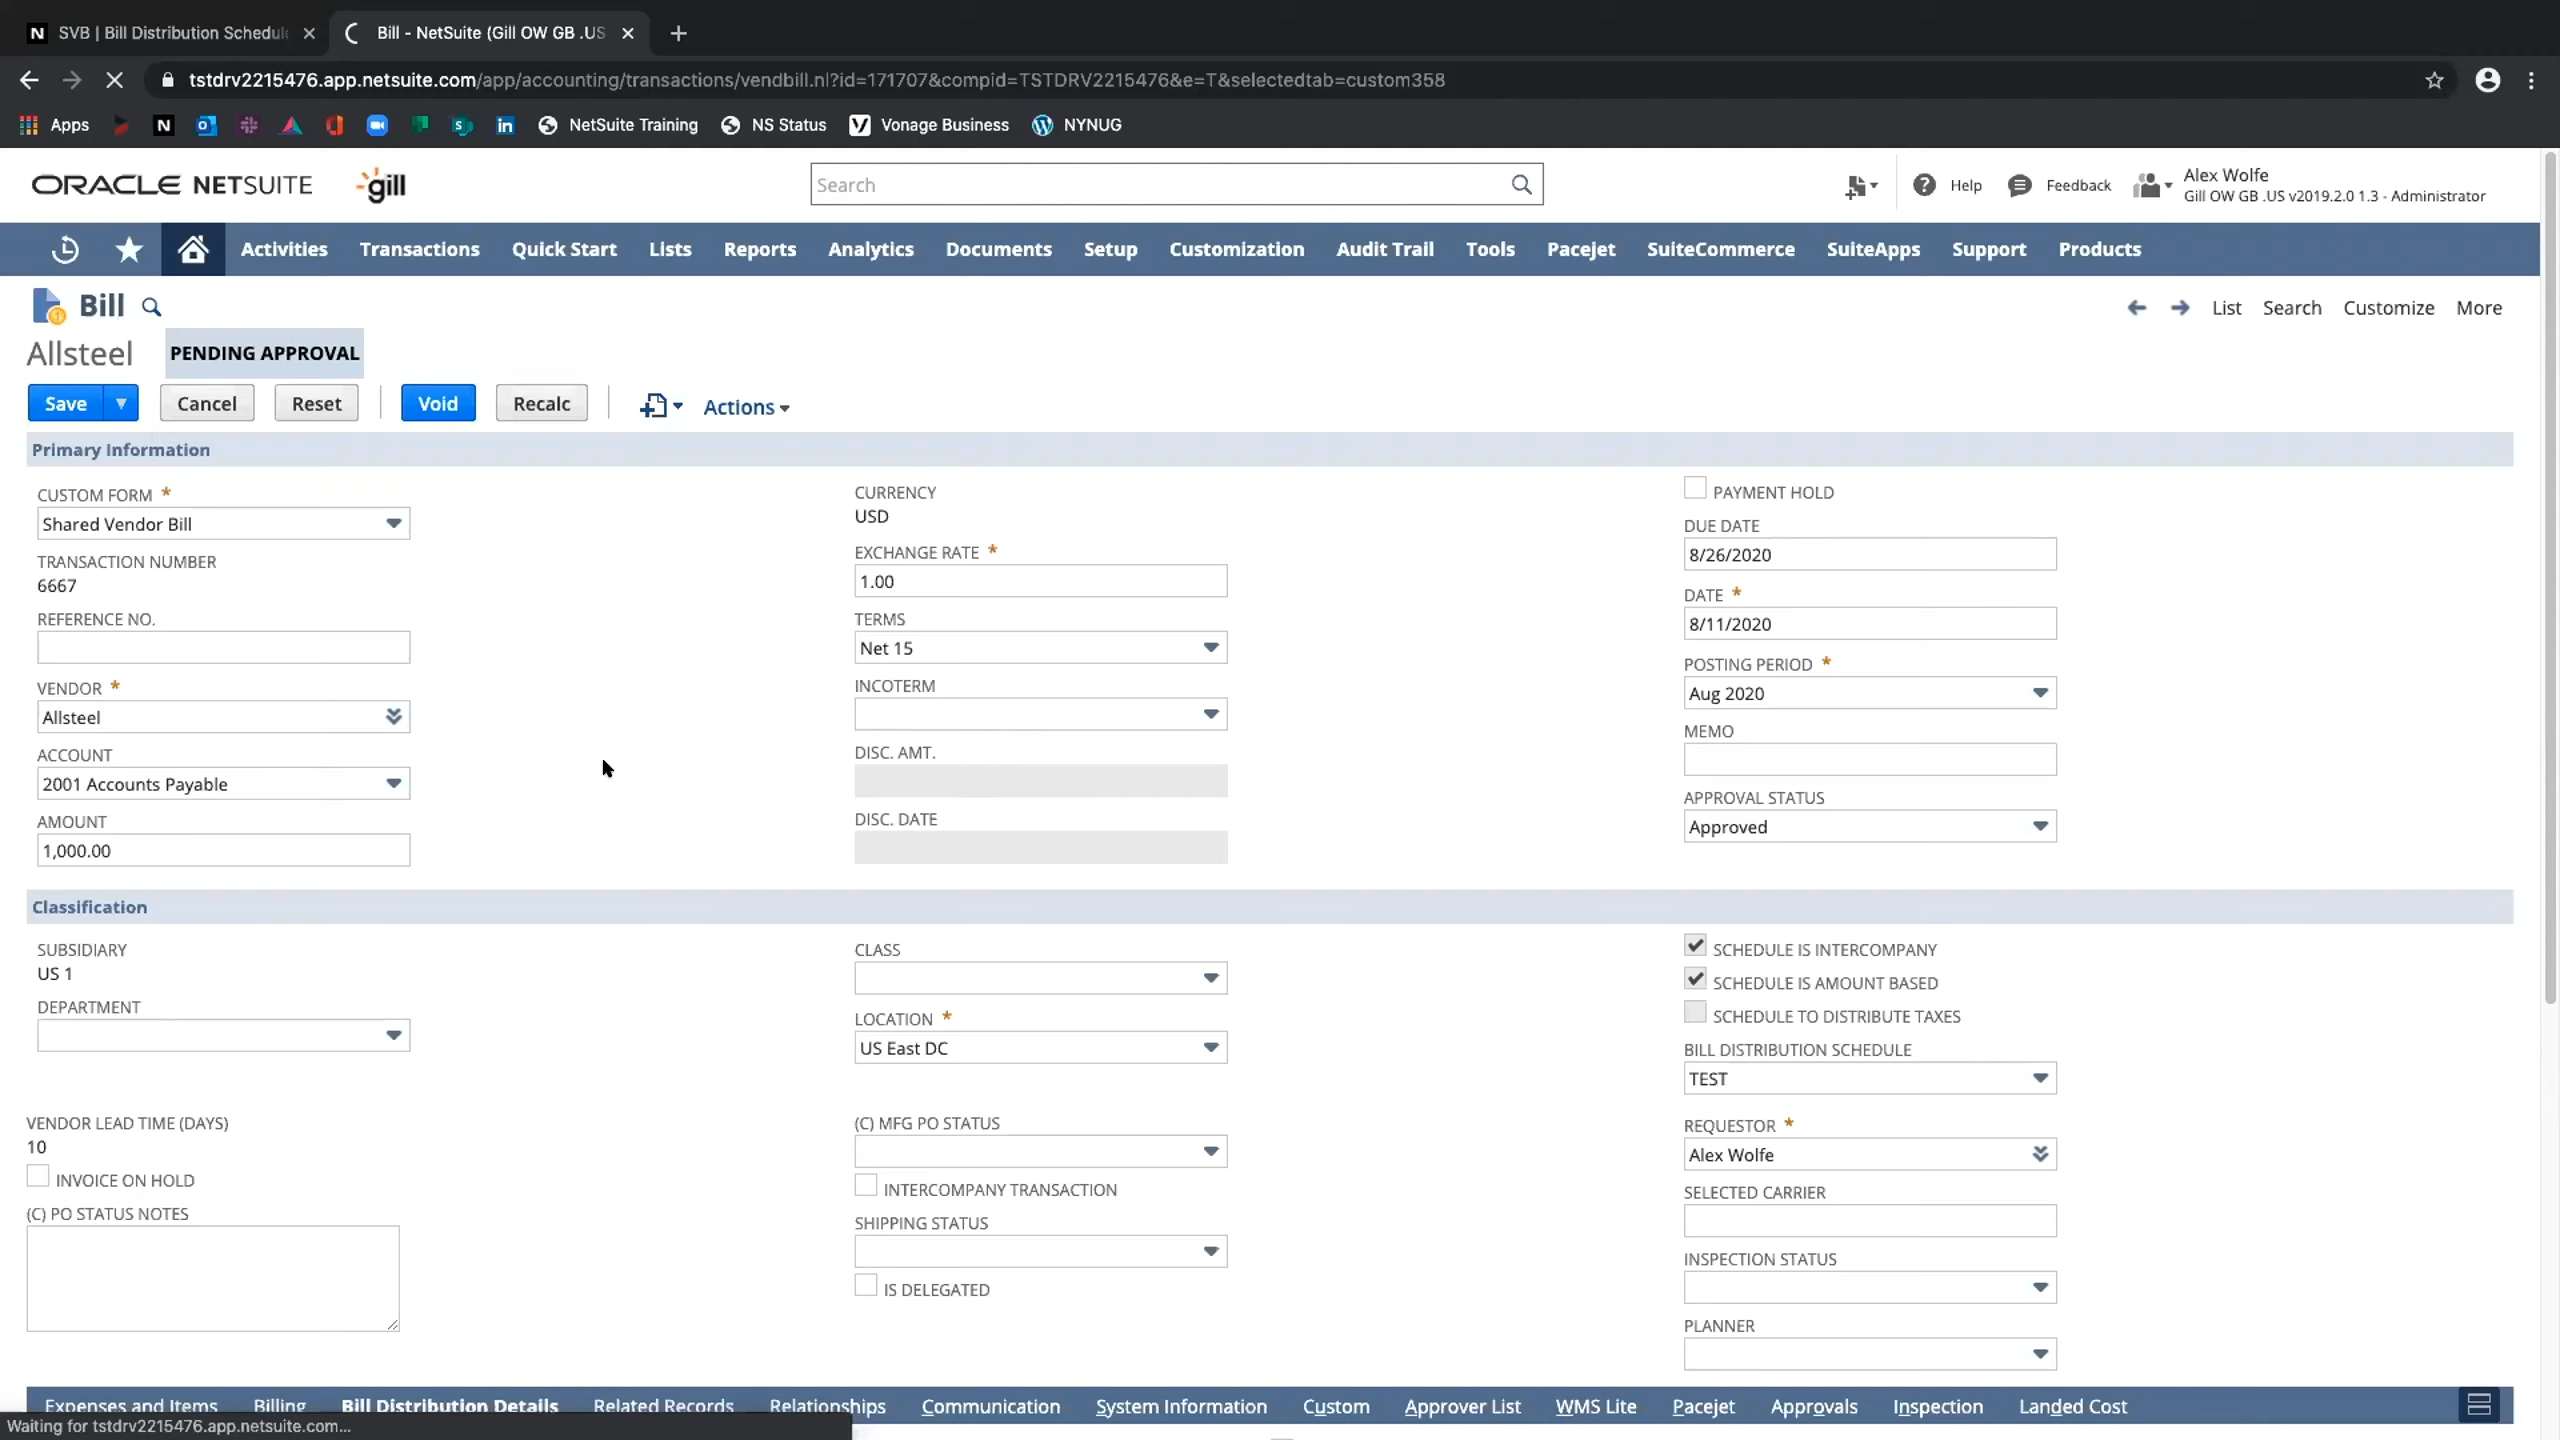 SVB | Bill Distribution Schedul
Bill - NetSuite (Gill OW GB .US
tstdrv2215476.app.netsuite.com/app/accounting/transactions/vendbill.nl?id=171707&compid=TSTDRV2215476&e=T&selectedtab=custom358
Apps NetSuite Training NS Status Vonage Business NYNUG
ORACLE NETSUITE gill Search Help Feedback Alex Wolfe
Gill OW GB .US v2019.2.0 1.3 - Administrator
Activities Transactions Quick Start Lists Reports Analytics Documents Setup Customization Audit Trail Tools Pacejet SuiteCommerce SuiteApps Support Products
Bill List Search Customize More
Allsteel PENDING APPROVAL
Save Cancel Reset Void Recalc Actions
Primary Information
CUSTOM FORM *
Shared Vendor Bill
TRANSACTION NUMBER
6667
REFERENCE NO.
VENDOR *
Allsteel
ACCOUNT
2001 Accounts Payable
AMOUNT
1,000.00
CURRENCY
USD
EXCHANGE RATE *
1.00
TERMS
Net 15
INCOTERM
DISC. AMT.
DISC. DATE
PAYMENT HOLD
DUE DATE
8/26/2020
DATE *
8/11/2020
POSTING PERIOD *
Aug 2020
MEMO
APPROVAL STATUS
Approved
Classification
SUBSIDIARY
US 1
DEPARTMENT
CLASS
LOCATION *
US East DC
SCHEDULE IS INTERCOMPANY
SCHEDULE IS AMOUNT BASED
SCHEDULE TO DISTRIBUTE TAXES
BILL DISTRIBUTION SCHEDULE
TEST
VENDOR LEAD TIME (DAYS)
10
INVOICE ON HOLD
(C) PO STATUS NOTES
(C) MFG PO STATUS
INTERCOMPANY TRANSACTION
SHIPPING STATUS
IS DELEGATED
REQUESTOR *
Alex Wolfe
SELECTED CARRIER
INSPECTION STATUS
PLANNER
Expenses and Items Billing Bill Distribution Details Related Records Relationships Communication System Information Custom Approver List WMS Lite Pacejet Approvals Inspection Landed Cost
Waiting for tstdrv2215476.app.netsuite.com...